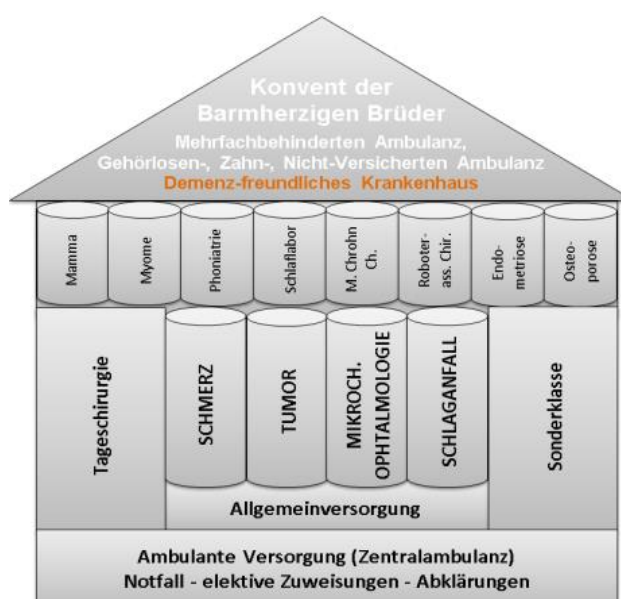 Konvent der
Barmherzigen Brüder
Mehrfachbehinderten Ambulanz,
Gehörlosen-, Zahn-, Nicht-Versicherten Ambulanz
Demenz-freundliches Krankenhaus
Mamma
Myome
Phoniatrie
Schlaflabor
M. Chrohn
Ch.
Roboter-
ass. Chir.
Endo-
metriose
Osteo-
porose
Tageschirurgie
SCHMERZ
TUMOR
MIKROCH.
OPHTALMOLOGIE
SCHLAGANFALL
Sonderklasse
Allgemeinversorgung
Ambulante Versorgung (Zentralambulanz)
Notfall - elektive Zuweisungen - Abklärungen